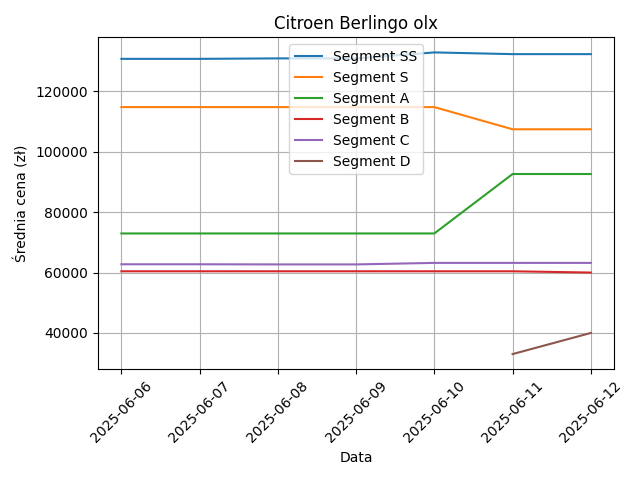 Citroen Berlingo olx
Segment SS
Segment S
Segment A
Segment B
Segment C
Segment D
Średnia cena (zł)
120000
100000
80000
60000
40000
2025-06-06
2025-06-07
2025-06-08
2025-06-09
2025-06-10
2025-06-11
2025-06-12
Data